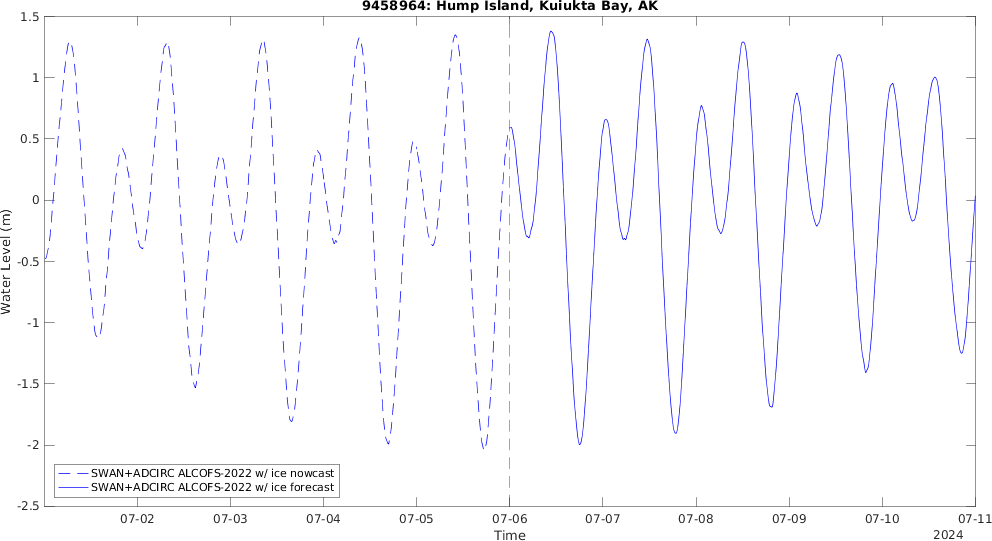 9458964: Hump Island, Kuiukta Bay, AK
1.5
1
0.5
0
-0.5
-1
-1.5
-2
-2.5
Water Level (m)
SWAN+ADCIRC ALCOFS-2022 w/ ice nowcast
SWAN+ADCIRC ALCOFS-2022 w/ ice forecast
07-02 07-03 07-04 07-05 07-06 07-07 07-08 07-09 07-10 07-11
Time
2024